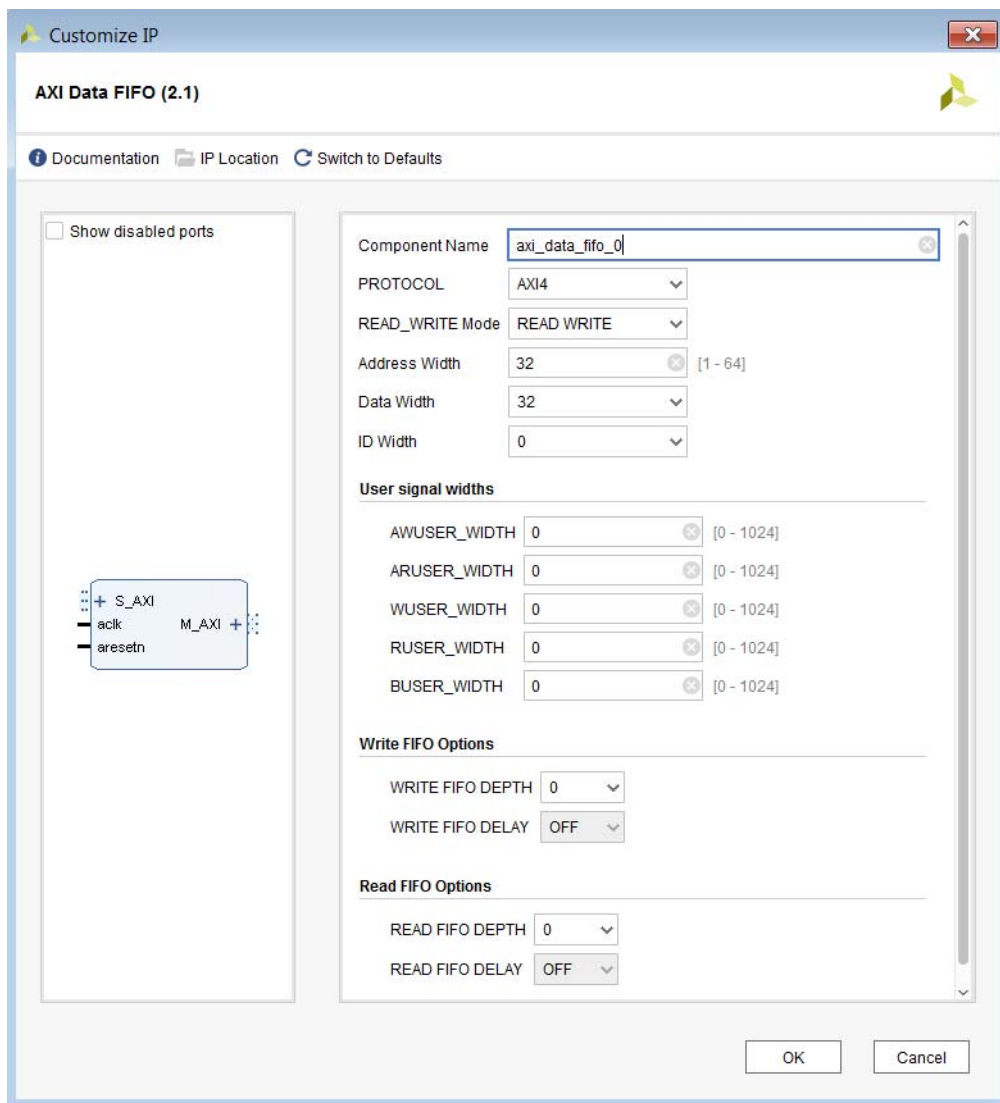 Customize IP
AXI Data FIFO (2.1)
Documentation IP Location Switch to Defaults
Show disabled ports
S_AXI
aclk M_AXI
aresetn
Component Name axi_data_fifo_0
PROTOCOL AXI4
READ_WRITE Mode READ WRITE
Address Width 32 [1 - 64]
Data Width 32
ID Width 0
User signal widths
AWUSER_WIDTH 0 [0 - 1024]
ARUSER_WIDTH 0 [0 - 1024]
WUSER_WIDTH 0 [0 - 1024]
RUSER_WIDTH 0 [0 - 1024]
BUSER_WIDTH 0 [0 - 1024]
Write FIFO Options
WRITE FIFO DEPTH 0
WRITE FIFO DELAY OFF
Read FIFO Options
READ FIFO DEPTH 0
READ FIFO DELAY OFF
OK Cancel